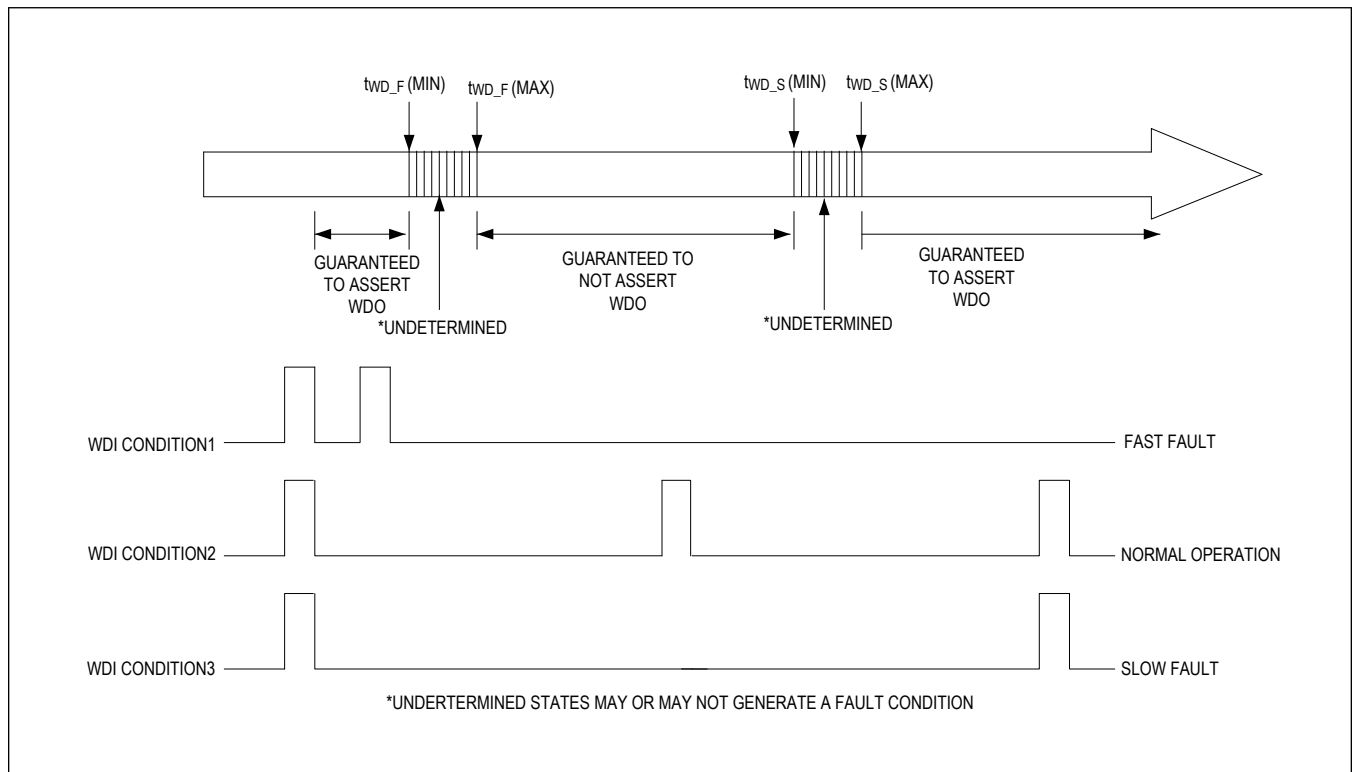 tWD_F (MIN)
tWD_F (MAX)
tWD_S (MIN)
tWD_S (MAX)
GUARANTEED
TO ASSERT
WDO
*UNDETERMINED
GUARANTEED TO
NOT ASSERT
WDO
*UNDETERMINED
GUARANTEED
TO ASSERT
WDO
WDI CONDITION1
FAST FAULT
WDI CONDITION2
NORMAL OPERATION
WDI CONDITION3
SLOW FAULT
*UNDERTERMINED STATES MAY OR MAY NOT GENERATE A FAULT CONDITION